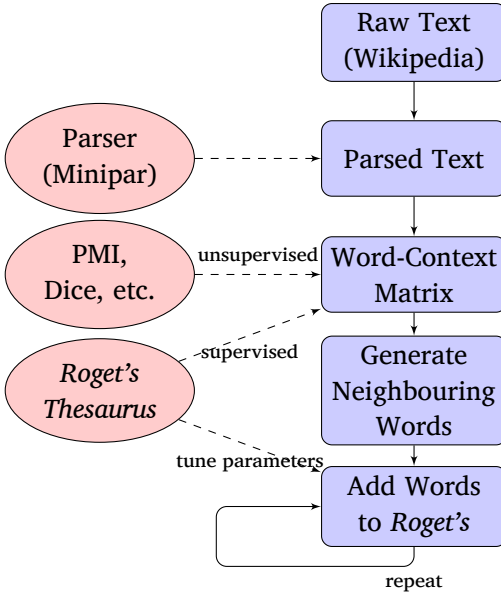 Raw Text
(Wikipedia)
Parser
(Minipar)
Parsed Text
PMI,
Dice, etc.
unsupervised
Word-Context
Matrix
supervised
Roget's
Thesaurus
Generate
Neighbouring
Words
tune parameters
Add Words
to Roget's
repeat